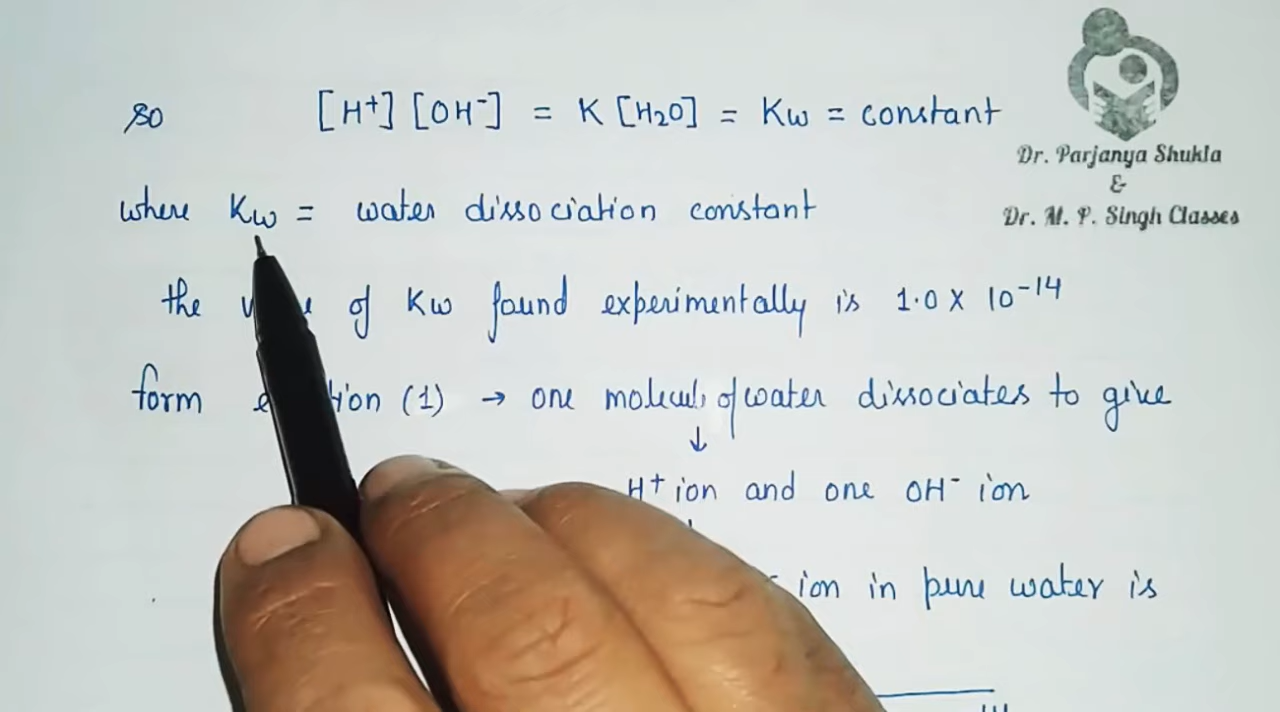 so [H+] [OH-] = K [H2O] = Kw = constant
Dr. Parjanya Shukla
&
Dr. M. P. Singh Classes
where Kw = water dissociation constant
the of Kw found experimentally is 1.0 X 10-14
form (1) → one of water dissociates to give
↓
H+ ion and one OH- ion
ion in pure water is